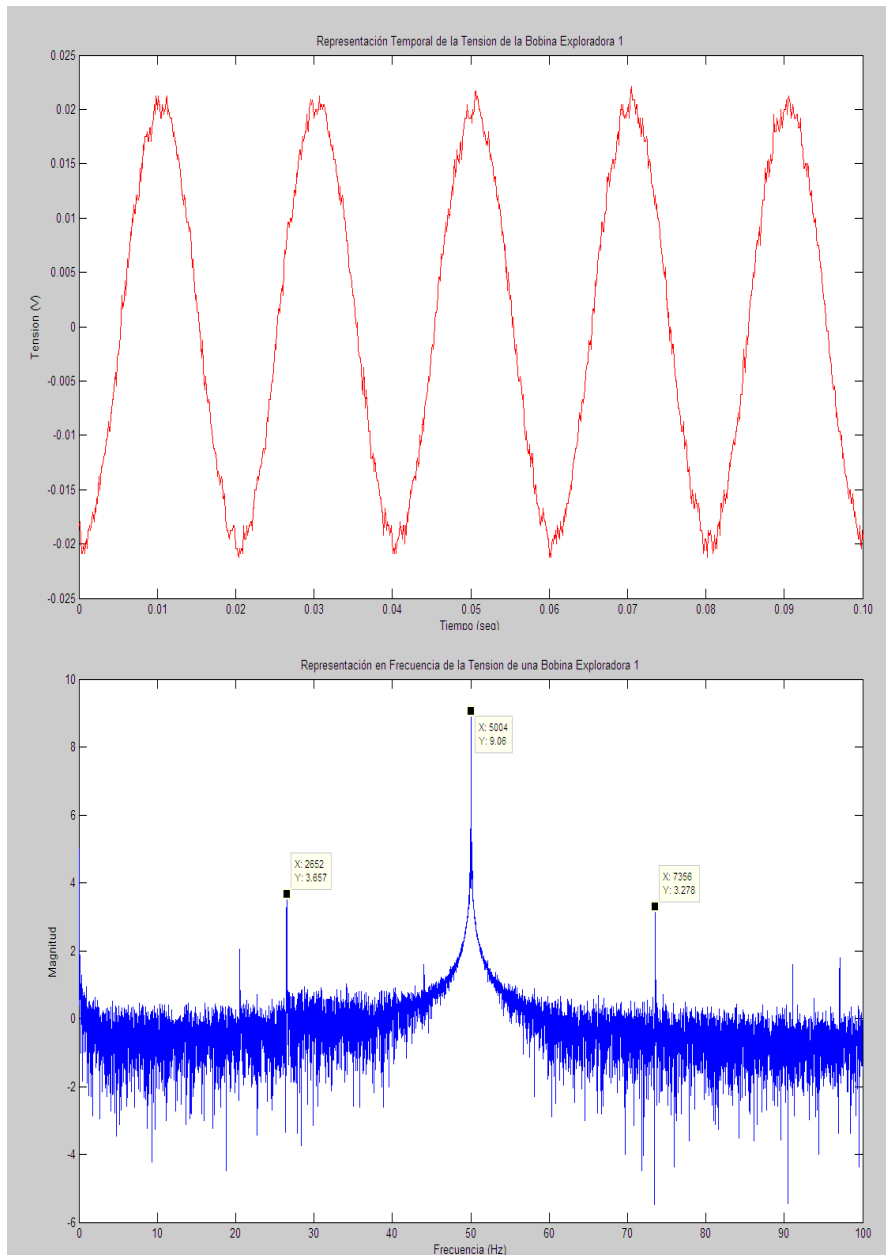 Representación Temporal de la Tension de la Bobina Exploradora 1
0.025
0.02
0.015
0.01
0.005
0
-0.005
-0.01
-0.015
-0.02
-0.025
Tension (V)
0 0.01 0.02 0.03 0.04 0.05 0.06 0.07 0.08 0.09 0.10
Tiempo (seg)
Representación en Frecuencia de la Tension de una Bobina Exploradora 1
10
8
6
4
2
0
-2
-4
-6
Magnitud
X: 5004
Y: 9.06
X: 2652
Y: 3.657
X: 7356
Y: 3.278
0 10 20 30 40 50 60 70 80 90 100
Frecuencia (Hz)